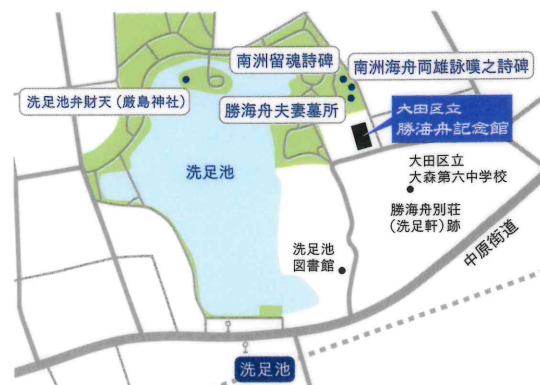 南洲留魂詩碑
南洲海舟両雄詠嘆之詩碑
洗足池弁財天(厳島神社)
勝海舟夫妻墓所
大田区立
勝海舟記念館
洗足池
大田区立
大森第六中学校
勝海舟別荘
(洗足軒)跡
中原街道
洗足池
図書館
洗足池